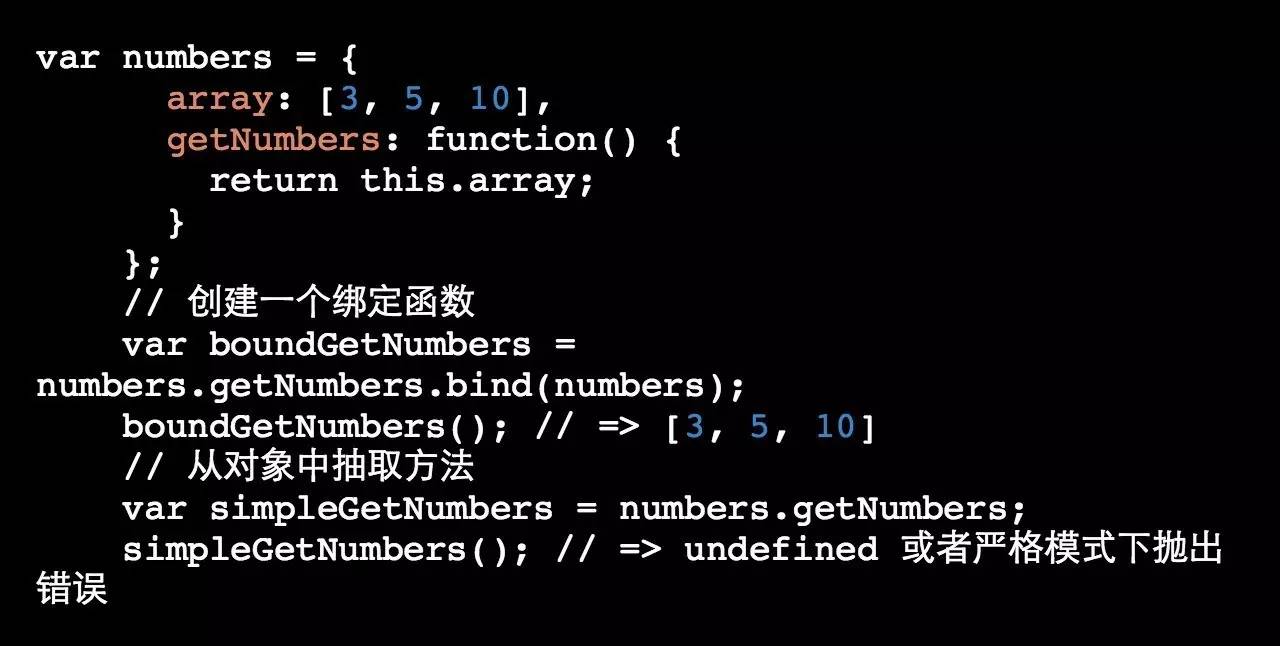 var numbers = {
      array: [3, 5, 10],
      getNumbers: function() {
        return this.array;
      }
    };
    // 创建一个绑定函数
    var boundGetNumbers =
numbers.getNumbers.bind(numbers);
    boundGetNumbers(); // => [3, 5, 10]
    // 从对象中抽取方法
    var simpleGetNumbers = numbers.getNumbers;
    simpleGetNumbers(); // => undefined 或者严格模式下抛出
错误